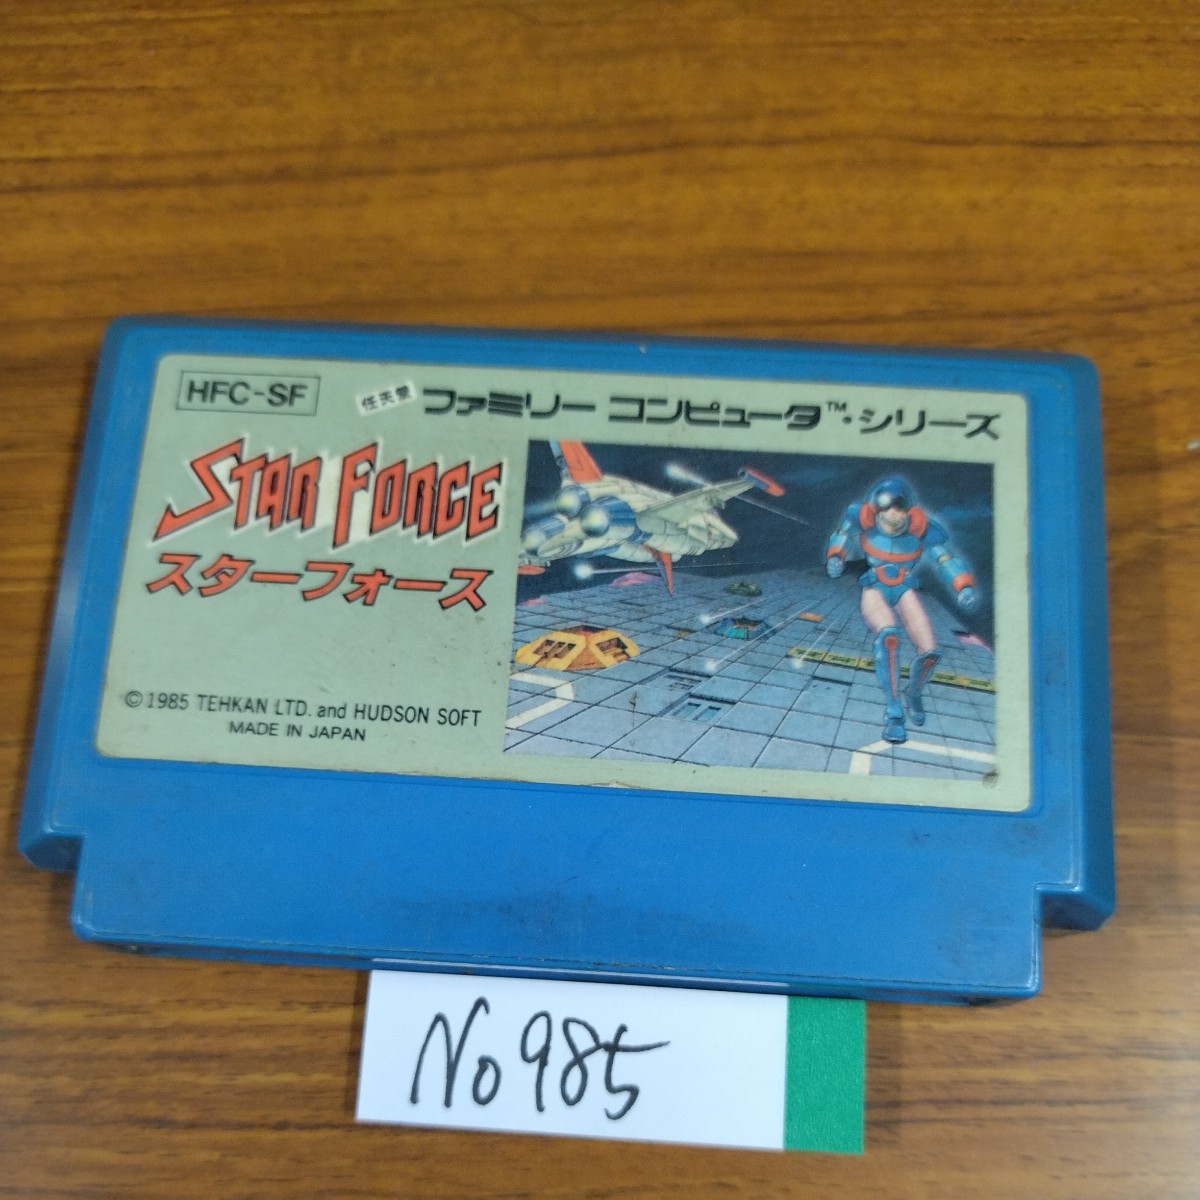 HFC-SF
任天堂 ファミリー コンピュータ™・シリーズ
STAR FORCE
スターフォース
©1985 TEHKAN LTD. and HUDSON SOFT
MADE IN JAPAN
No985